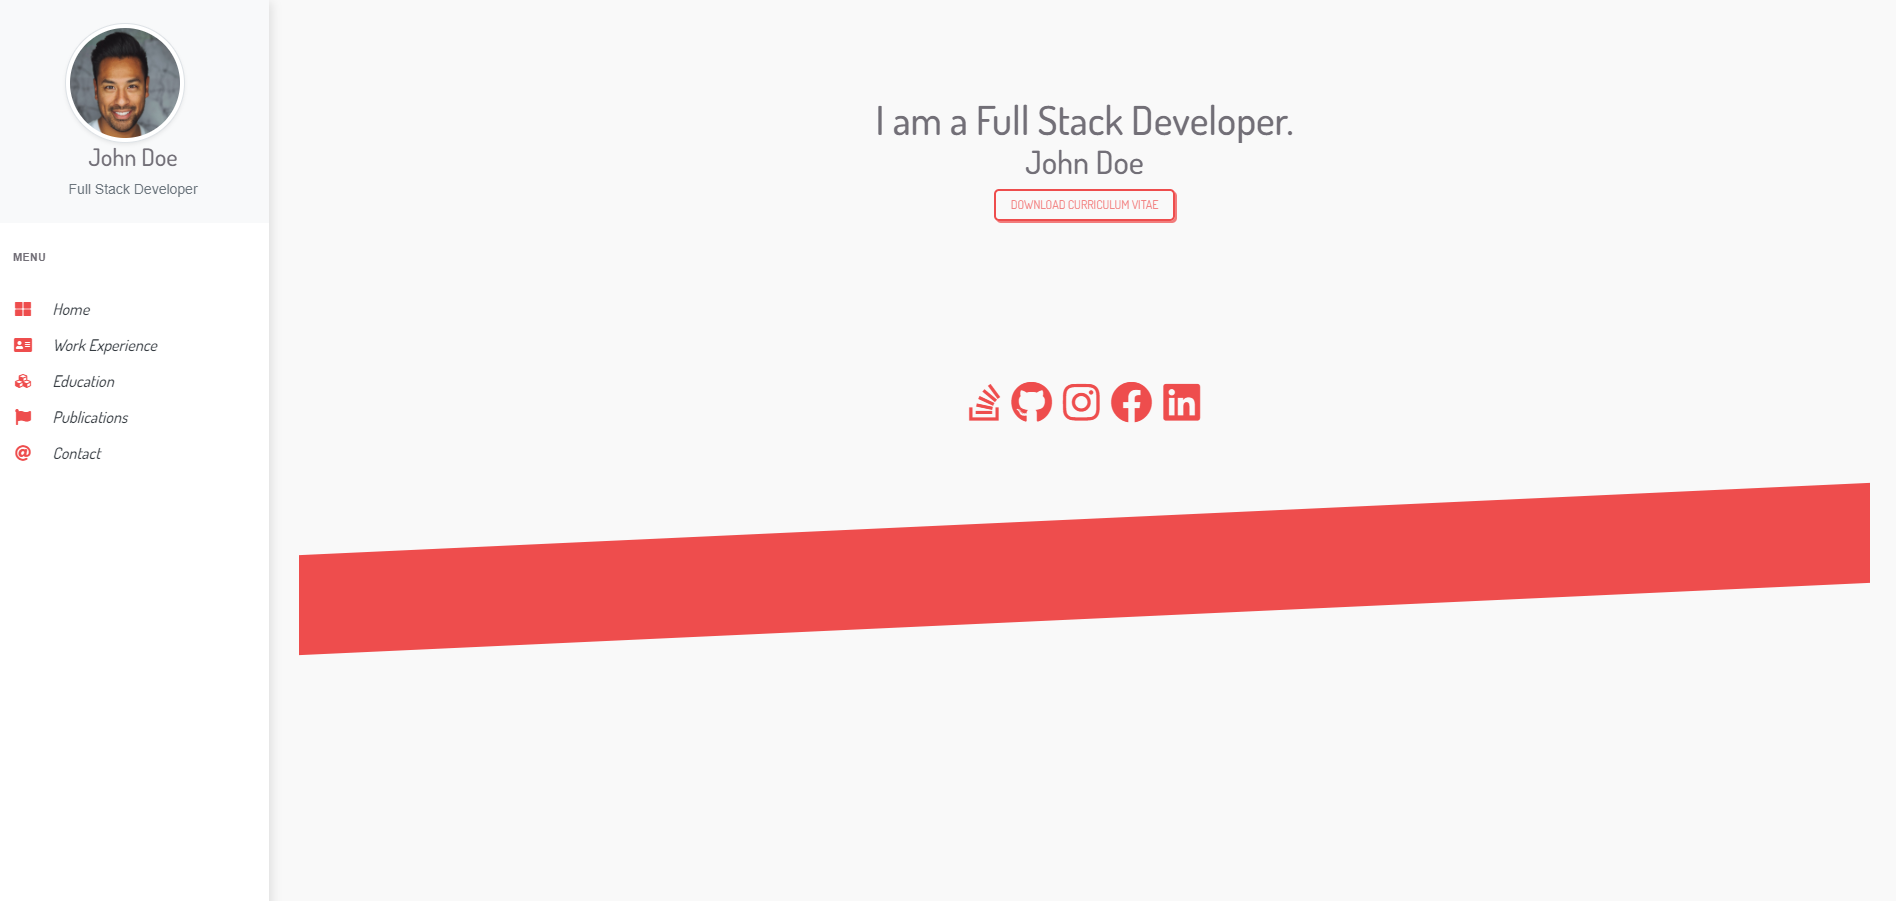 John Doe
Full Stack Developer
MENU
Home
Work Experience
Education
Publications
Contact
I am a Full Stack Developer.
John Doe
DOWNLOAD CURRICULUM VITAE